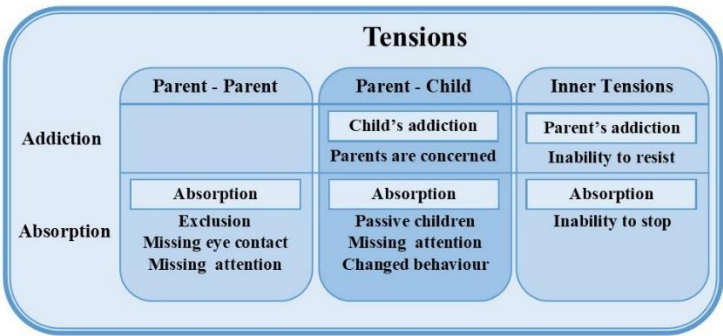 Tensions
Parent - Parent
Parent - Child
Inner Tensions
Addiction
Child's addiction
Parents are concerned
Parent's addiction
Inability to resist
Absorption
Absorption
Exclusion
Missing eye contact
Missing attention
Absorption
Passive children
Missing attention
Changed behaviour
Absorption
Inability to stop